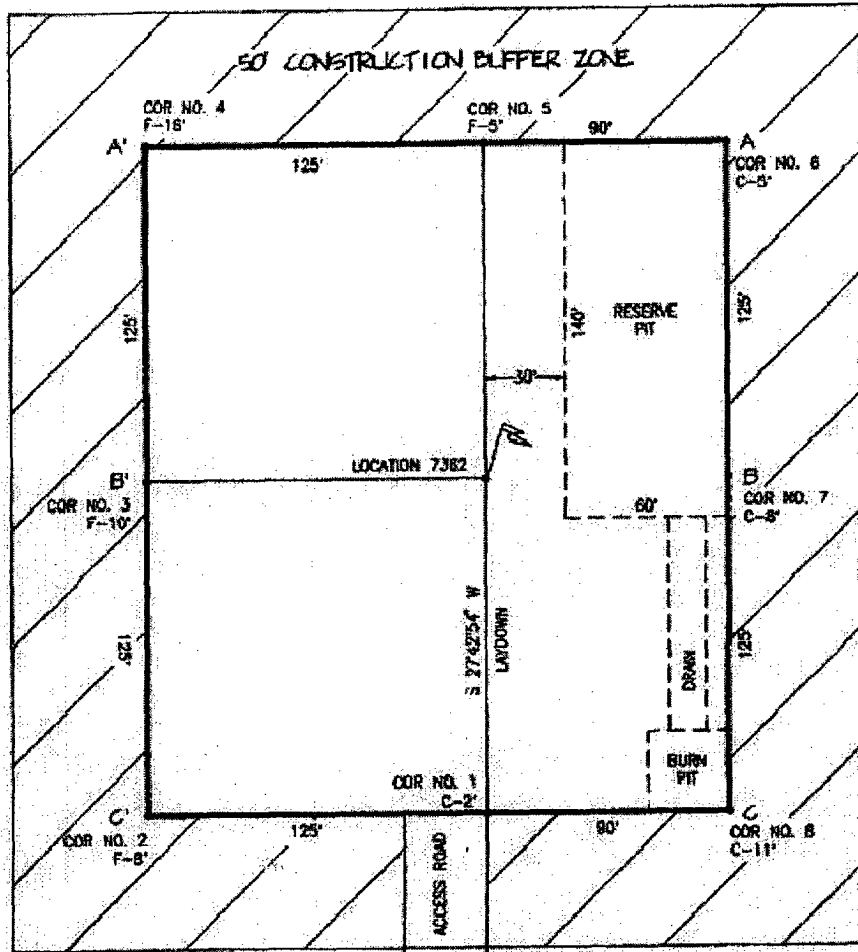 50' CONSTRUCTION BUFFER ZONE
COR NO. 4
F-16'
COR NO. 5
F-5'
90'
A'
125'
A
COR NO. 6
C-5'
125'
RESERVE
PIT
140'
125'
30'
LOCATION 7362
B'
COR NO. 3
F-10'
B
COR NO. 7
C-8'
60'
125'
S 27°42'54" W
LAYDOWN
DRAIN
125'
BURN
PIT
COR NO. 1
C-2'
C'
COR NO. 2
F-8'
125'
90'
C
COR NO. 8
C-11'
ACCESS ROAD